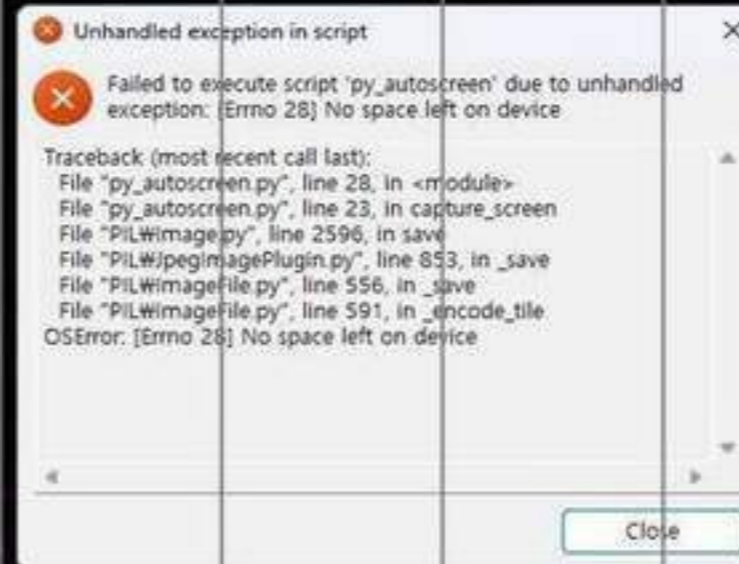 Unhandled exception in script
Failed to execute script 'py_autoscreen' due to unhandled
exception: [Errno 28] No space left on device
Traceback (most recent call last):
File "py_autoscreen.py", line 28, in <module>
File "py_autoscreen.py", line 23, in capture_screen
File "PIL₩Image.py", line 2596, in save
File "PIL₩JpegImagePlugin.py", line 853, in _save
File "PIL₩ImageFile.py", line 556, in _save
File "PIL₩ImageFile.py", line 591, in _encode_tile
OSError: [Errno 28] No space left on device
Close